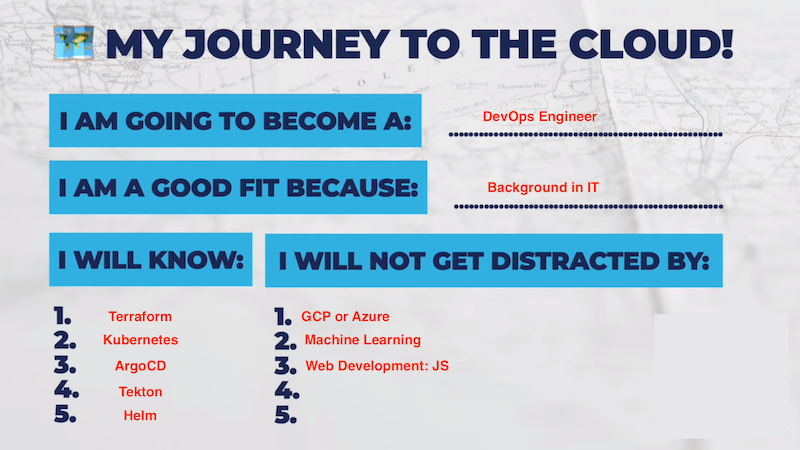 MY JOURNEY TO THE CLOUD!
I AM GOING TO BECOME A: DevOps Engineer
I AM A GOOD FIT BECAUSE: Background in IT
I WILL KNOW:
1. Terraform
2. Kubernetes
3. ArgoCD
4. Tekton
5. Helm
I WILL NOT GET DISTRACTED BY:
1. GCP or Azure
2. Machine Learning
3. Web Development: JS
4.
5.